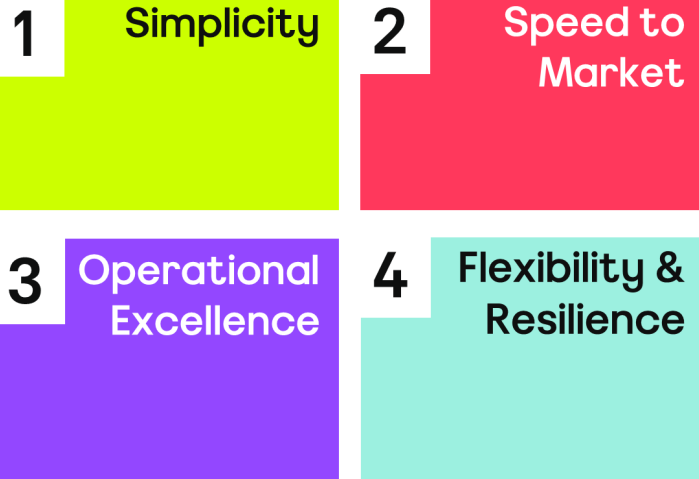 1
Simplicity
2
Speed to
Market
3
Operational
Excellence
4
Flexibility &
Resilience